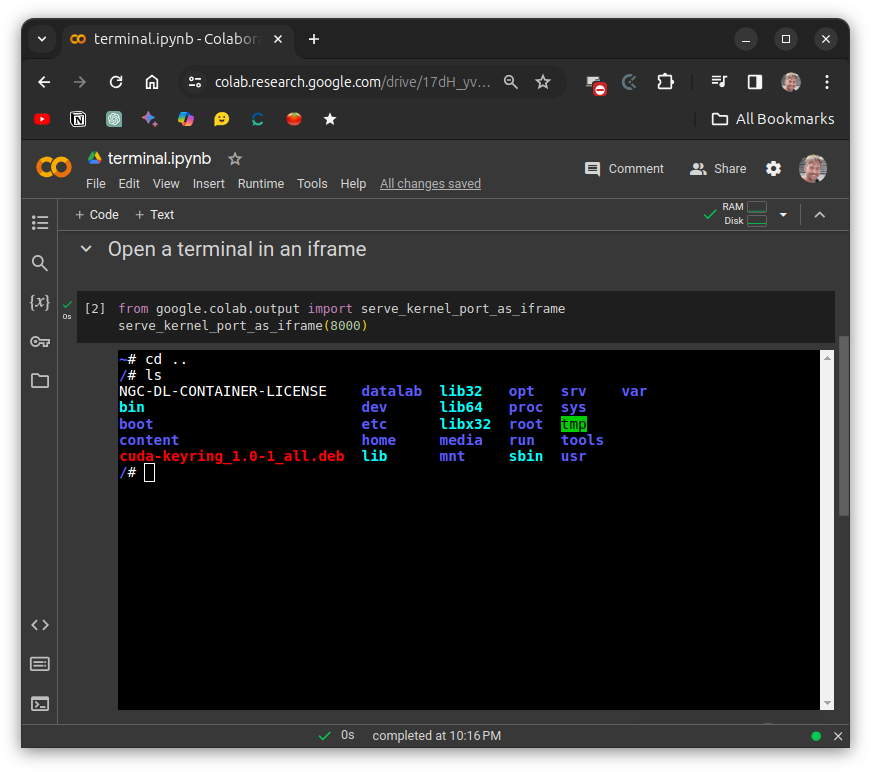 terminal.ipynb - Colabora
colab.research.google.com/drive/17dH_yv...
All Bookmarks
terminal.ipynb
Comment
Share
File Edit View Insert Runtime Tools Help All changes saved
+ Code + Text
RAM
Disk
Open a terminal in an iframe
0s
[2] from google.colab.output import serve_kernel_port_as_iframe
serve_kernel_port_as_iframe(8000)
~# cd ..
/# ls
NGC-DL-CONTAINER-LICENSE datalab lib32 opt srv var
bin dev lib64 proc sys
boot etc libx32 root tmp
content home media run tools
cuda-keyring_1.0-1_all.deb lib mnt sbin usr
/#
0s completed at 10:16 PM